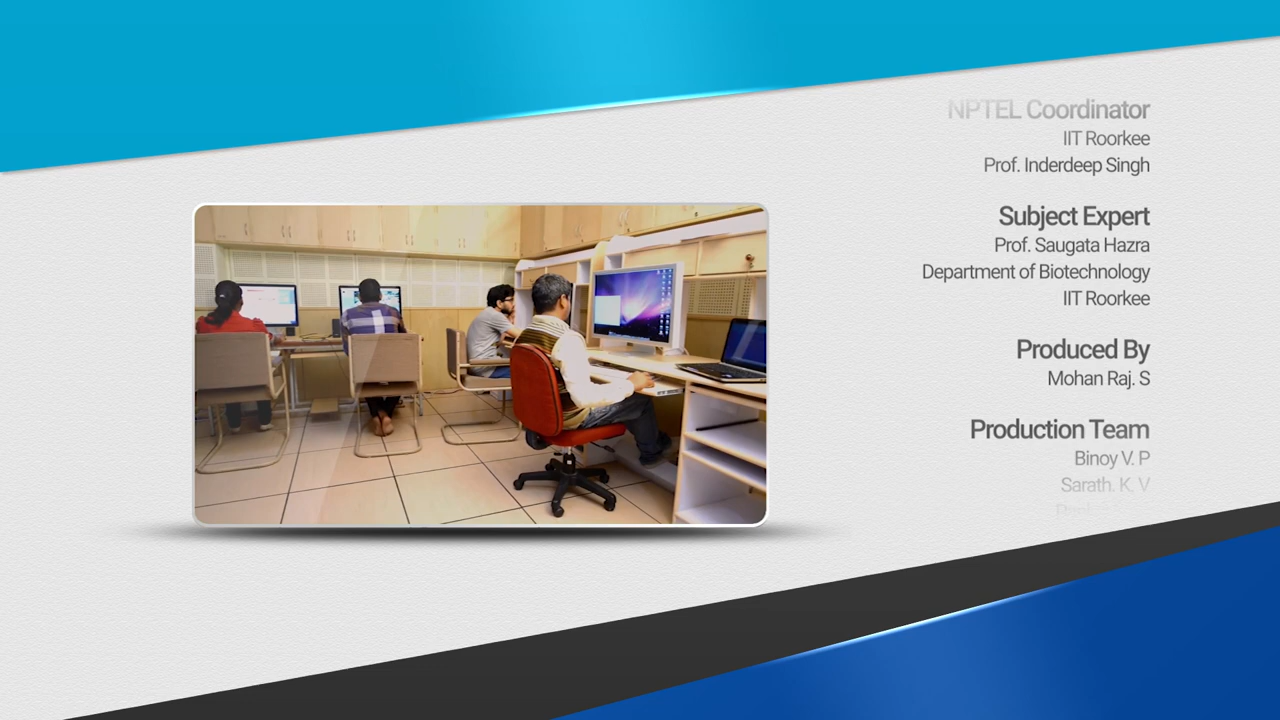 NPTEL Coordinator
IIT Roorkee
Prof. Inderdeep Singh
Subject Expert
Prof. Saugata Hazra
Department of Biotechnology
IIT Roorkee
Produced By
Mohan Raj. S
Production Team
Binoy V. P
Sarath. K. V